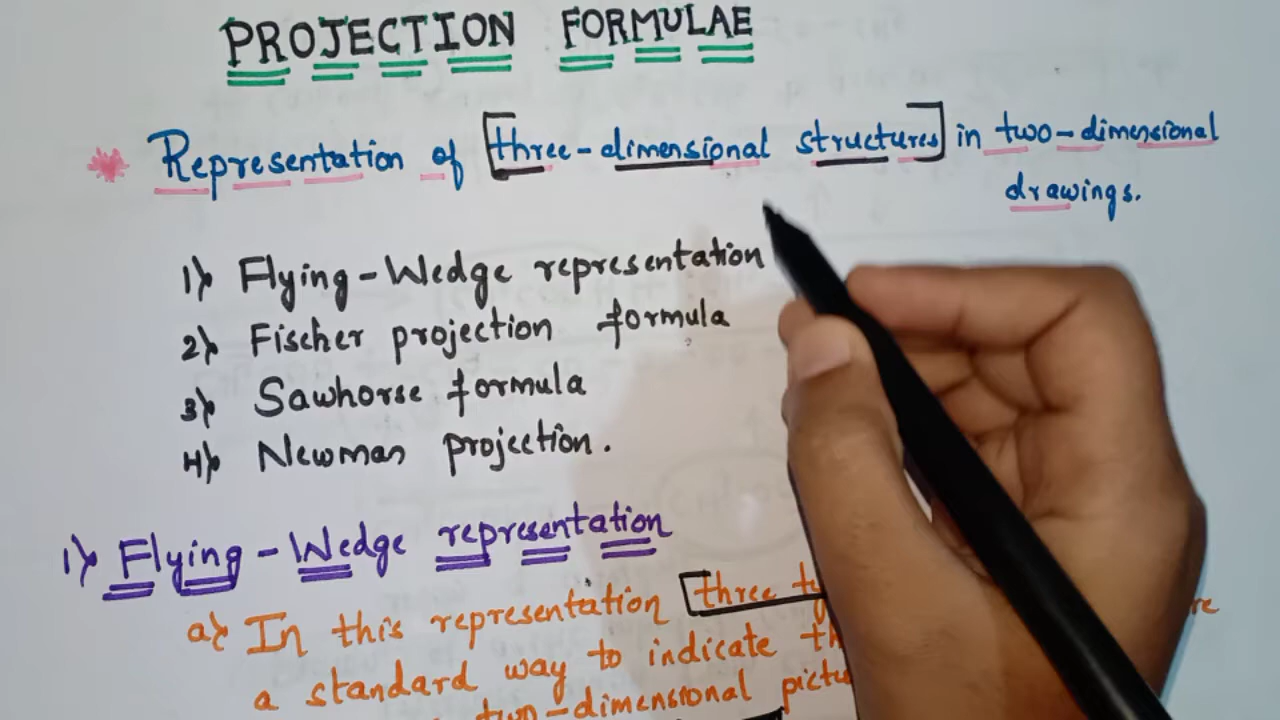 PROJECTION FORMULAE
* Representation of [three-dimensional structures] in two-dimensional
drawings.
1) Flying-Wedge representation
2) Fischer projection formula
3) Sawhorse formula
4) Newman projection.
1) Flying-Wedge representation
a) In this representation three
a standard way to indicate
two-dimensional